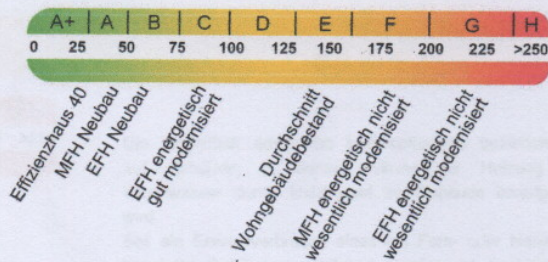 A+ A B C D E F G H
0 25 50 75 100 125 150 175 200 225 >250
Effizienzhaus 40
MFH Neubau
EFH Neubau
EFH energetisch
gut modernisiert
Durchschnitt
Wohngebäudebestand
MFH energetisch nicht
wesentlich modernisiert
EFH energetisch nicht
wesentlich modernisiert